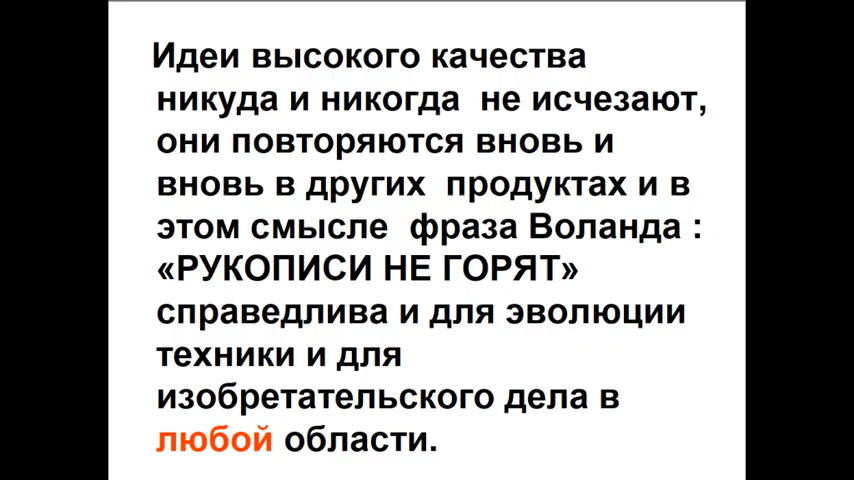 Идеи высокого качества
никуда и никогда  не исчезают,
они повторяются вновь и
вновь в других  продуктах и в
этом смысле  фраза Воланда :
«РУКОПИСИ НЕ ГОРЯТ»
справедлива и для эволюции
техники и для
изобретательского дела в
любой области.